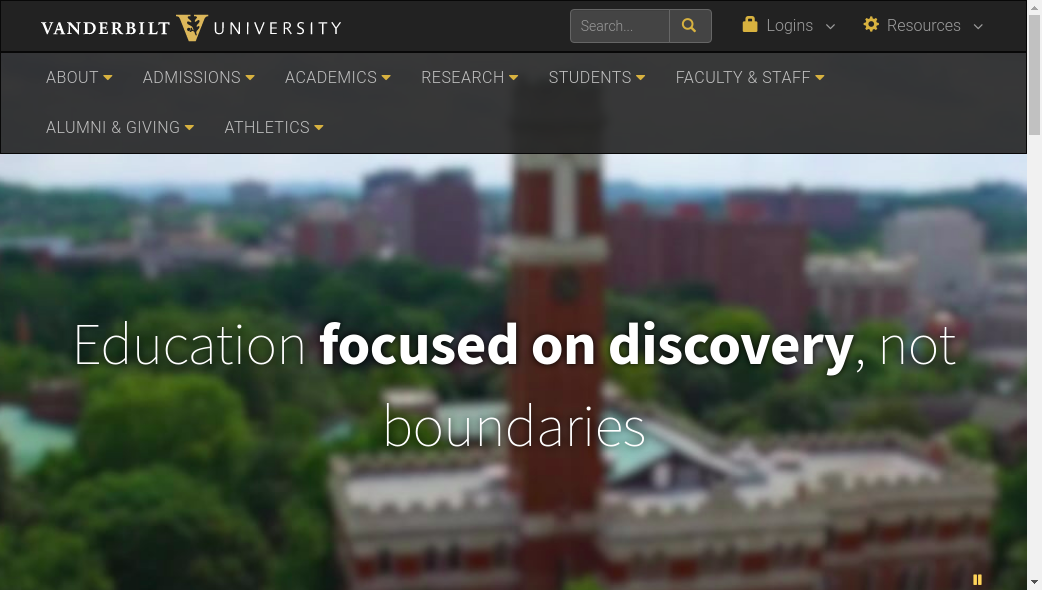 VANDERBILT V UNIVERSITY
Search...
Logins
Resources
ABOUT ADMISSIONS ACADEMICS RESEARCH STUDENTS FACULTY & STAFF
ALUMNI & GIVING ATHLETICS
Education focused on discovery, not
boundaries